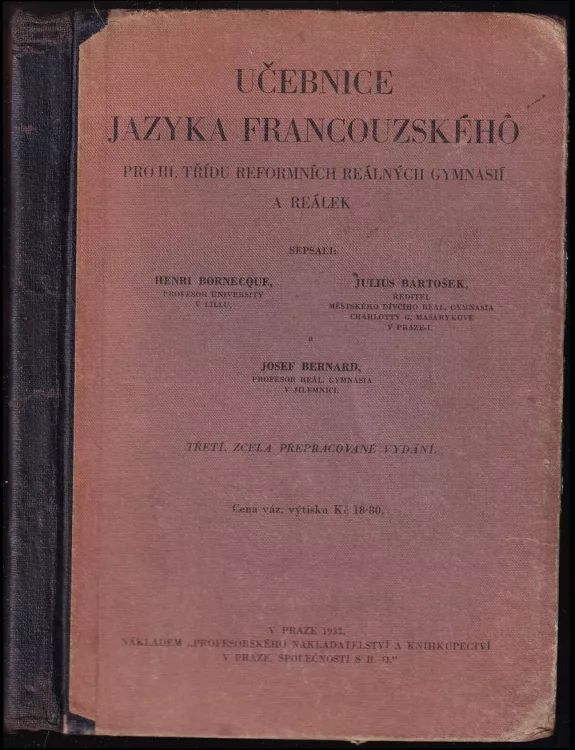 UČEBNICE
JAZYKA FRANCOUZSKÉHO
PRO III. TŘÍDU REFORMNÍCH REÁLNÝCH GYMNASIÍ
A REÁLEK
SEPSALI:
HENRI BORNECQUE,
PROFESOR UNIVERSITY
V LILLU,
JULIUS BARTOŠEK,
ŘEDITEL
MĚSTSKÉHO DÍVČÍHO REÁL. GYMNASIA
CHARLOTTY G. MASARYKOVÉ
V PRAZE-I.
a
JOSEF BERNARD,
PROFESOR REÁL. GYMNASIA
V JILEMNICI.
TŘETÍ, ZCELA PŘEPRACOVANÉ VYDÁNÍ.
Cena váz. výtisku Kč 18·80.
V PRAZE 1932.
NÁKLADEM „PROFESORSKÉHO NAKLADATELSTVÍ A KNIHKUPECTVÍ
V PRAZE, SPOLEČNOSTI S R. O."